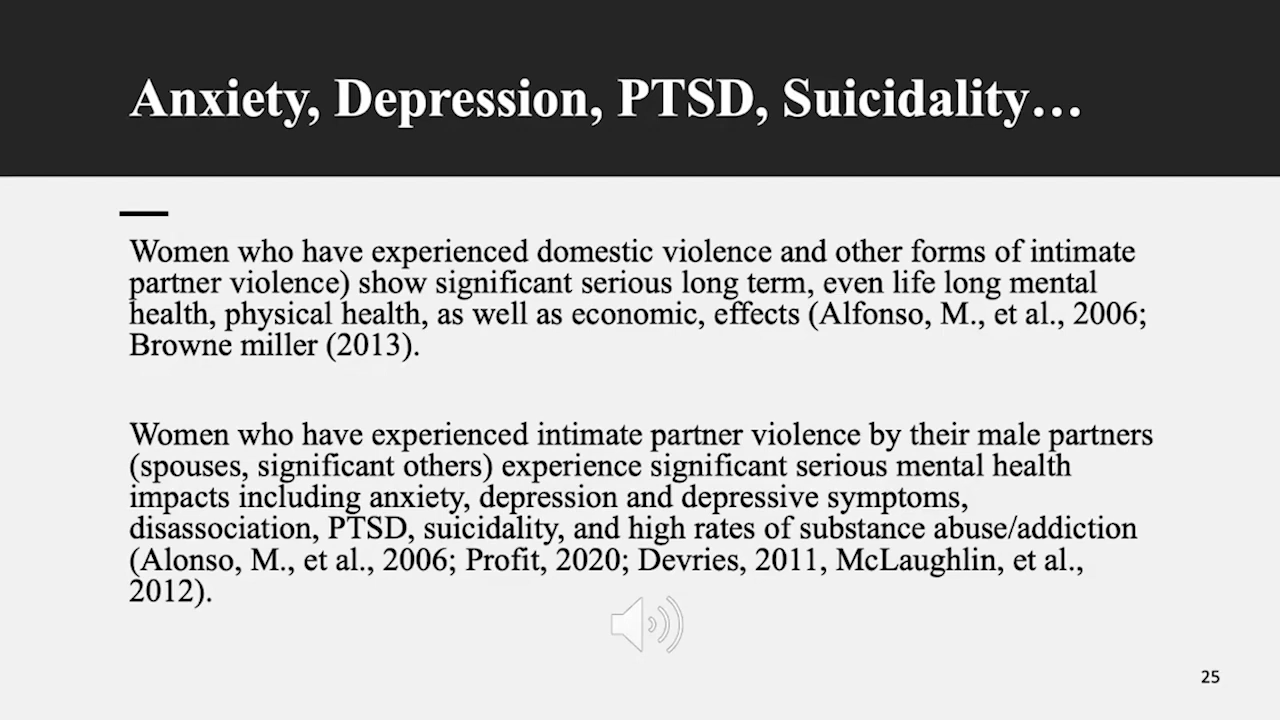 Anxiety, Depression, PTSD, Suicidality…
Women who have experienced domestic violence and other forms of intimate
partner violence) show significant serious long term, even life long mental
health, physical health, as well as economic, effects (Alfonso, M., et al., 2006;
Browne miller (2013).
Women who have experienced intimate partner violence by their male partners
(spouses, significant others) experience significant serious mental health
impacts including anxiety, depression and depressive symptoms,
disassociation, PTSD, suicidality, and high rates of substance abuse/addiction
(Alonso, M., et al., 2006; Profit, 2020; Devries, 2011, McLaughlin, et al.,
2012).
25